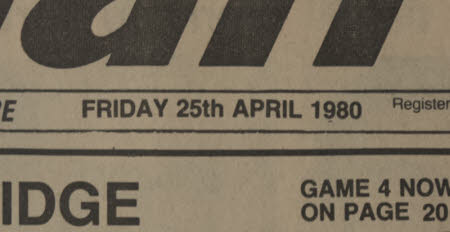 FRIDAY 25th APRIL 1980
IDGE
GAME 4 NOW
ON PAGE 20